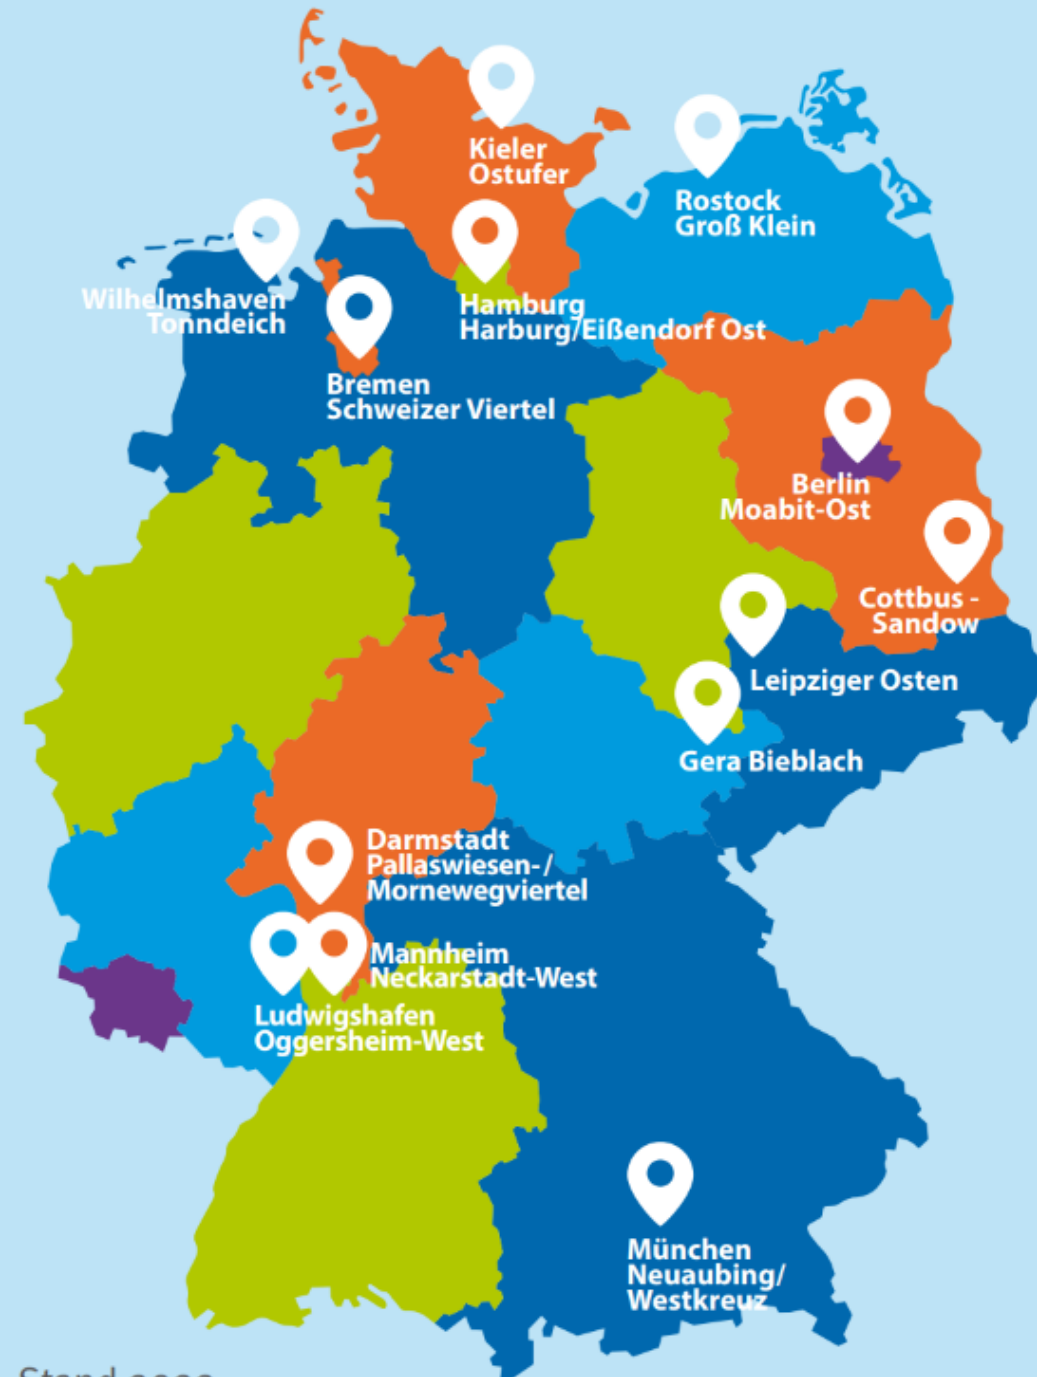 Kieler
Ostufer
Rostock
Groß Klein
Wilhelmshaven
Tonndeich
Hamburg
Harburg/Eißendorf Ost
Bremen
Schweizer Viertel
Berlin
Moabit-Ost
Cottbus -
Sandow
Leipziger Osten
Gera Bieblach
Darmstadt
Pallaswiesen-/
Mornewegviertel
Mannheim
Neckarstadt-West
Ludwigshafen
Oggersheim-West
München
Neuaubing/
Westkreuz
Stand